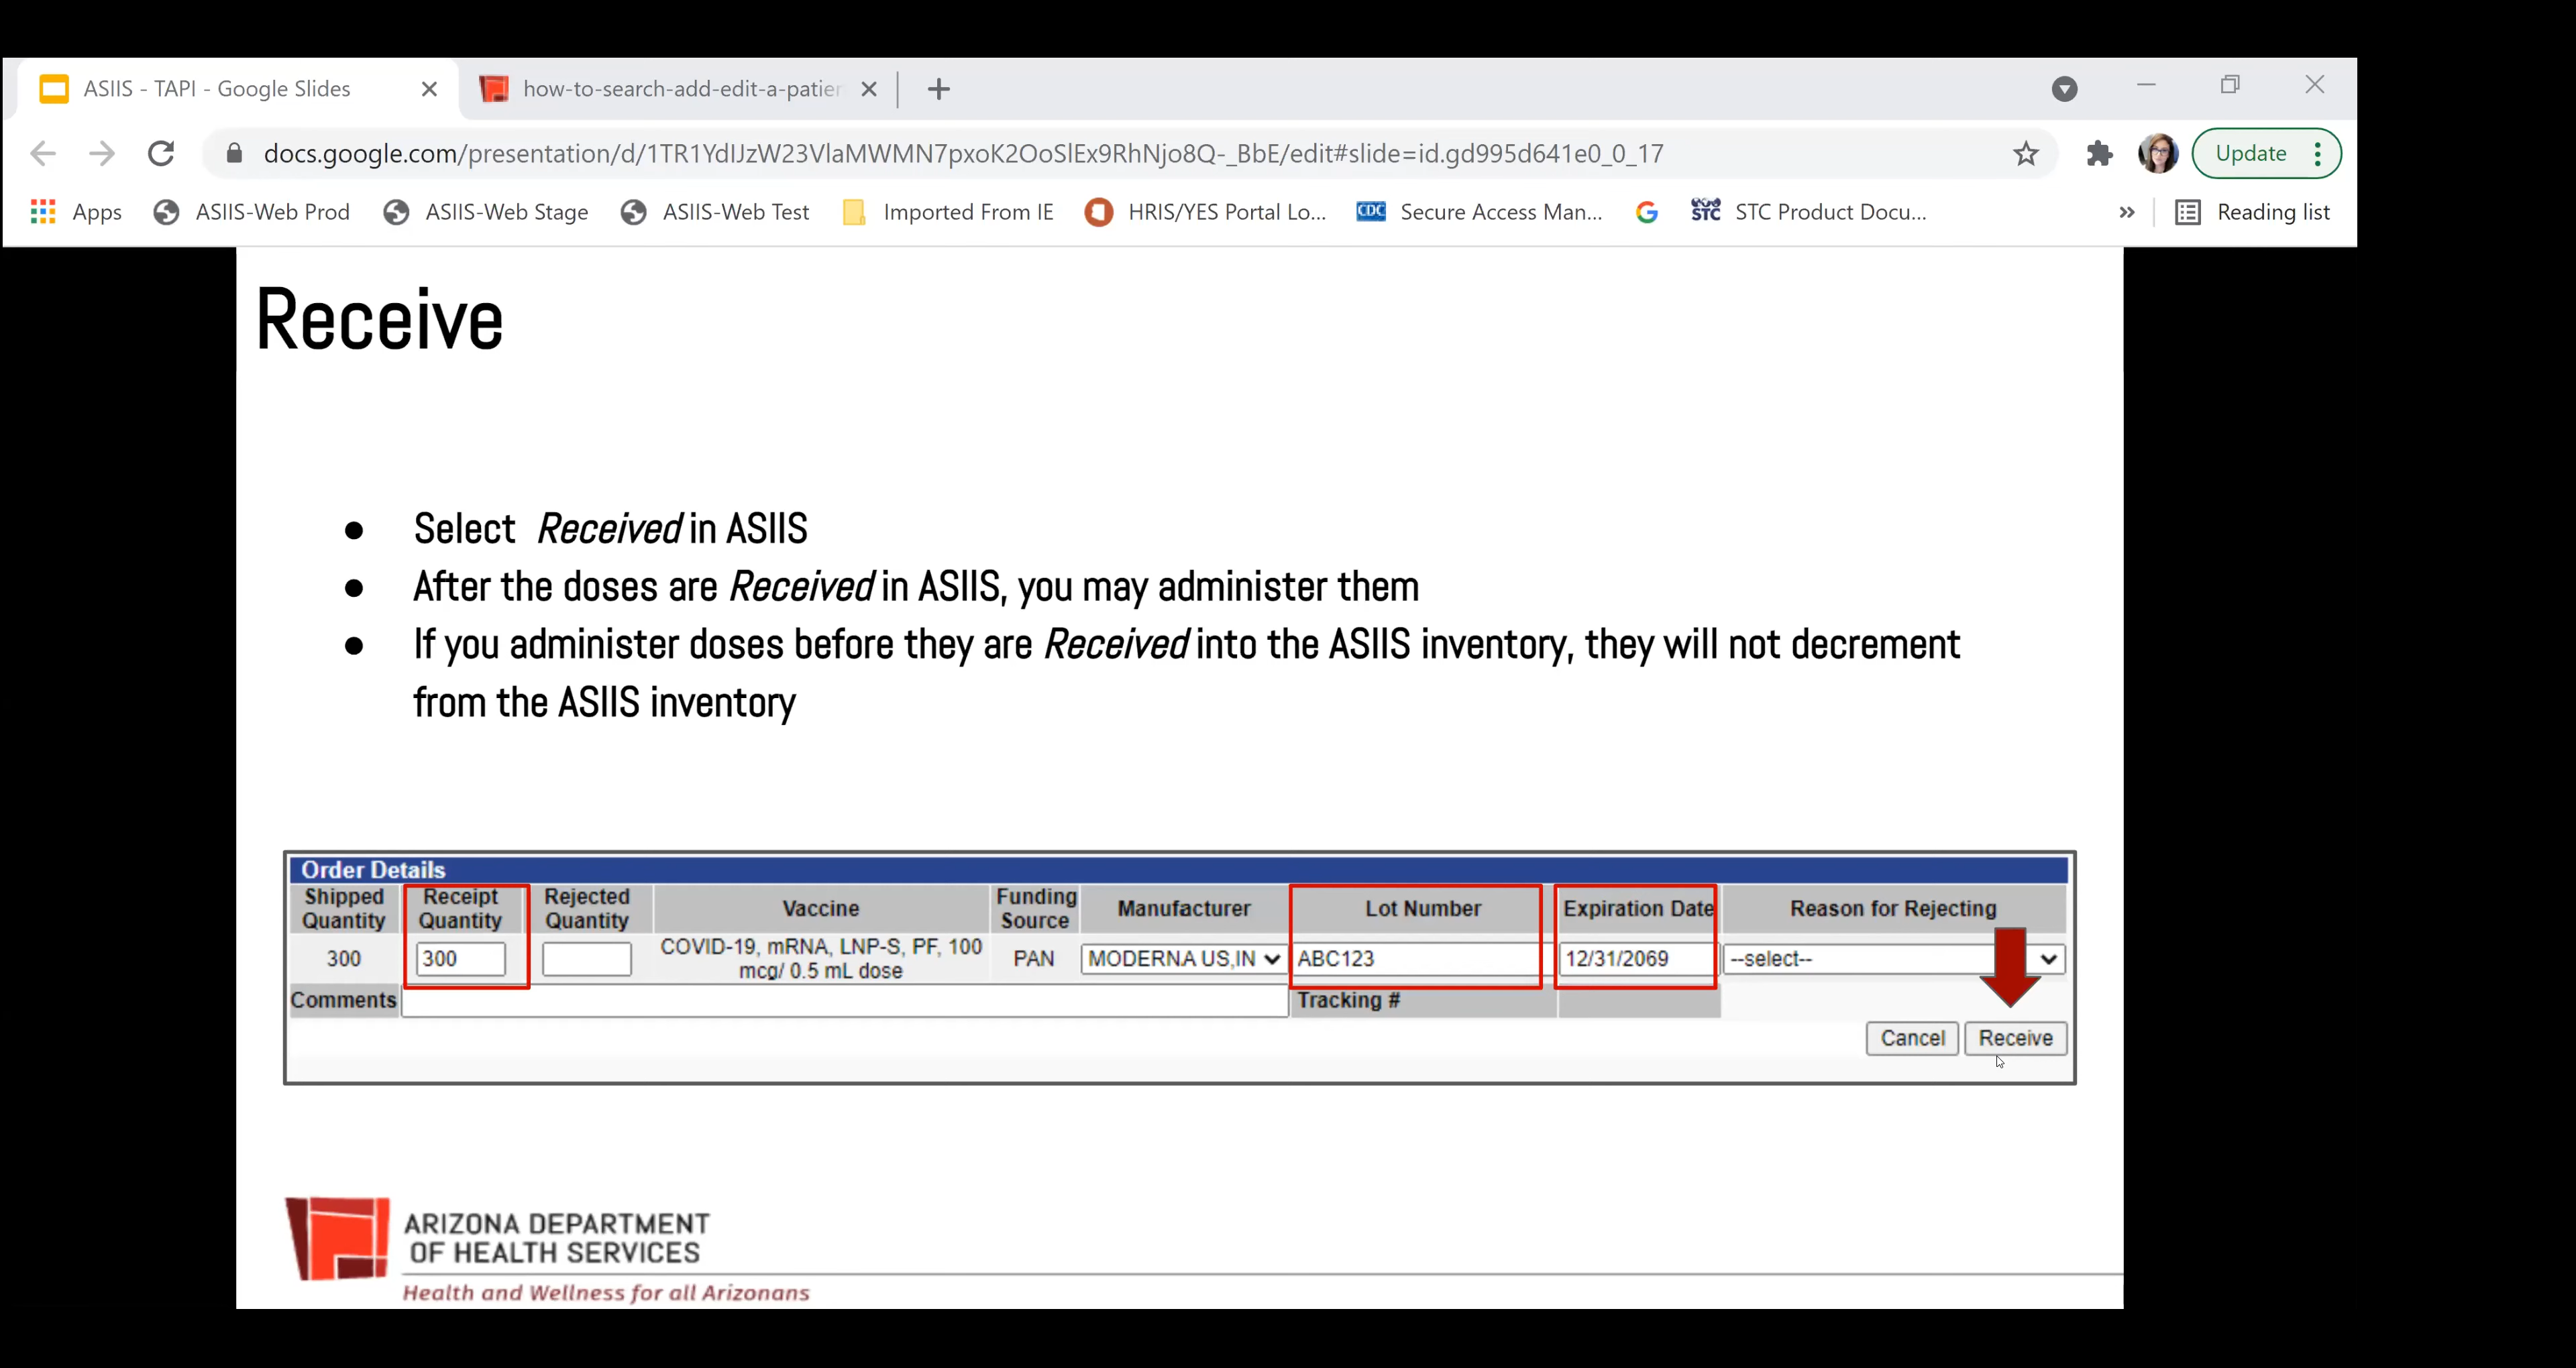 ASIIS - TAPI - Google Slides
how-to-search-add-edit-a-patien
docs.google.com/presentation/d/1TR1YdIJzW23VlaMWMN7pxoK2OoSlEx9RhNjo8Q-_BbE/edit#slide=id.gd995d641e0_0_17
Update
Apps ASIIS-Web Prod ASIIS-Web Stage ASIIS-Web Test Imported From IE HRIS/YES Portal Lo... CDC Secure Access Man... G STC STC Product Docu... » Reading list
Receive
● Select Received in ASIIS
● After the doses are Received in ASIIS, you may administer them
● If you administer doses before they are Received into the ASIIS inventory, they will not decrement
from the ASIIS inventory
Order Details
Shipped Quantity Receipt Quantity Rejected Quantity Vaccine Funding Source Manufacturer Lot Number Expiration Date Reason for Rejecting
300 300 COVID-19, mRNA, LNP-S, PF, 100 mcg/ 0.5 mL dose PAN MODERNA US,IN ABC123 12/31/2069 --select--
Comments Tracking #
Cancel Receive
ARIZONA DEPARTMENT
OF HEALTH SERVICES
Health and Wellness for all Arizonans